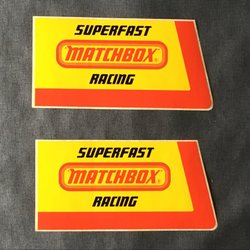 SUPERFAST
MATCHBOX
RACING
SUPERFAST
MATCHBOX
RACING